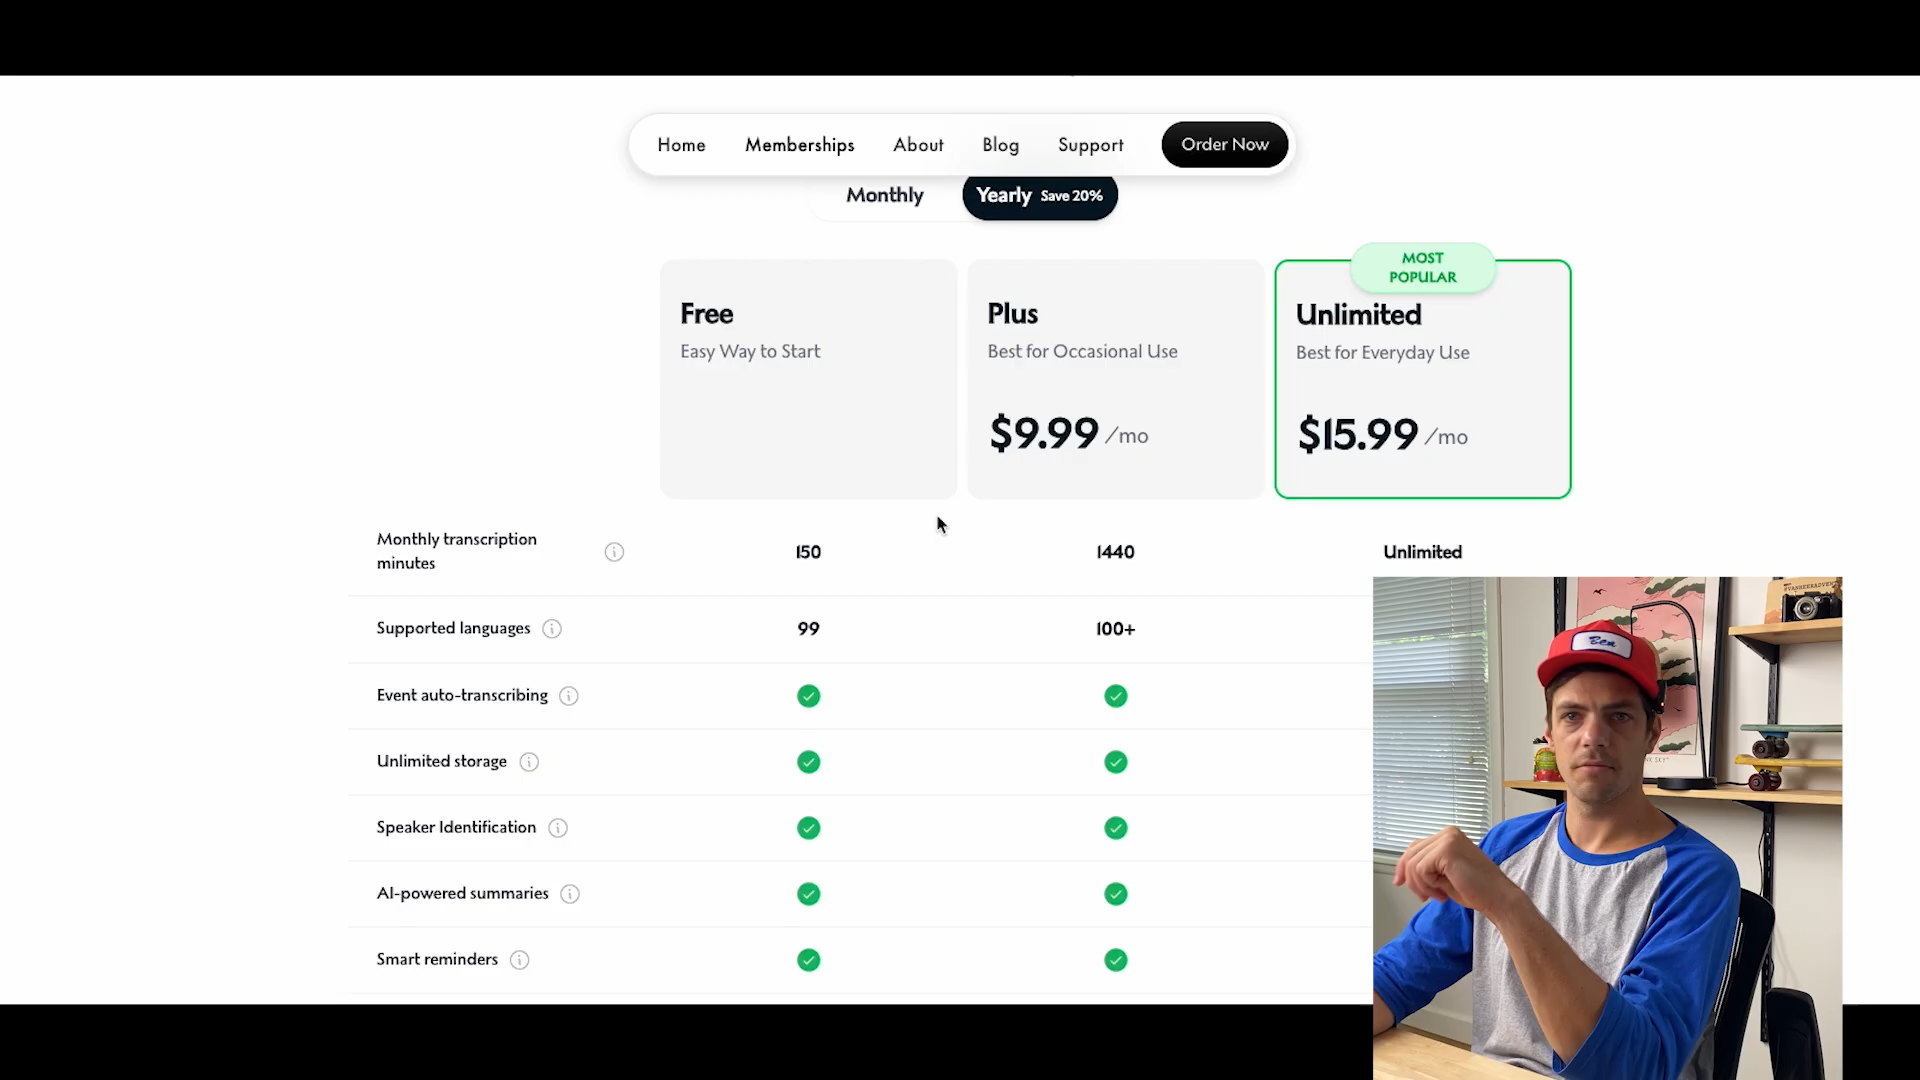 Home Memberships About Blog Support Order Now
Monthly Yearly Save 20%
MOST
POPULAR
Free Plus Unlimited
Easy Way to Start Best for Occasional Use Best for Everyday Use
$9.99 /mo $15.99 /mo
Monthly transcription
minutes
150 1440 Unlimited
Supported languages 99 100+
Event auto-transcribing
Unlimited storage
Speaker Identification
AI-powered summaries
Smart reminders
Ben